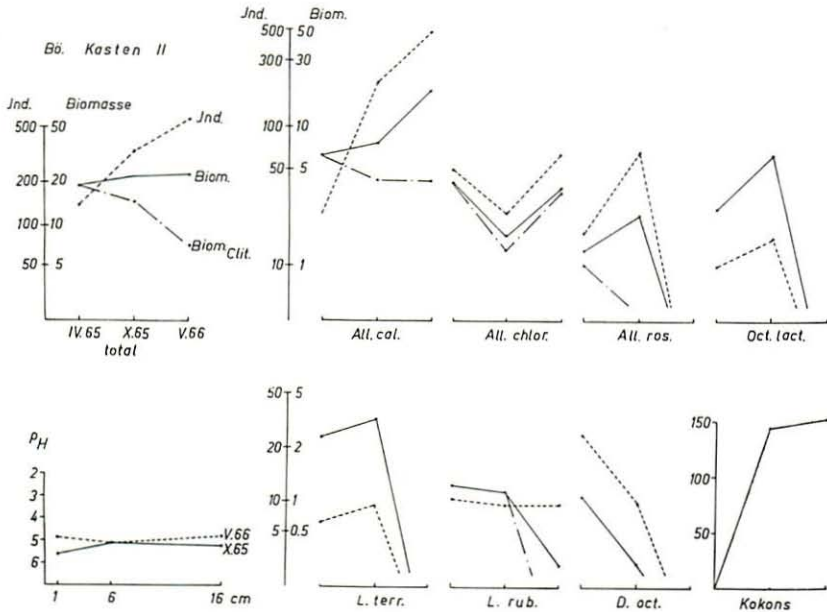 Bö. Kasten II
Jnd. Biomasse
500 50
200 20
100 10
50 5
Jnd.
Biom.
Biom.Clit.
IV.65 X.65 V.66
total
Jnd. Biom.
500 50
300 30
100 10
50 5
10 1
All. cal. All. chlor. All. ros. Oct. lact.
pH
2
3
4
5
6
V.66
X.65
1 6 16 cm
50 5
20 2
10 1
5 0.5
L. terr. L. rub. D. oct.
150
100
50
Kokons